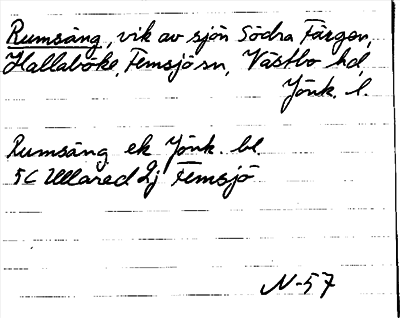 Rumsäng, vik av sjön Södra Färgen,
Hallaböke, Femsjö sn, Västbo hd,
Jönk. l.
Rumsäng ek Jönk. bl.
5C Ullared 2j Femsjö
N-57